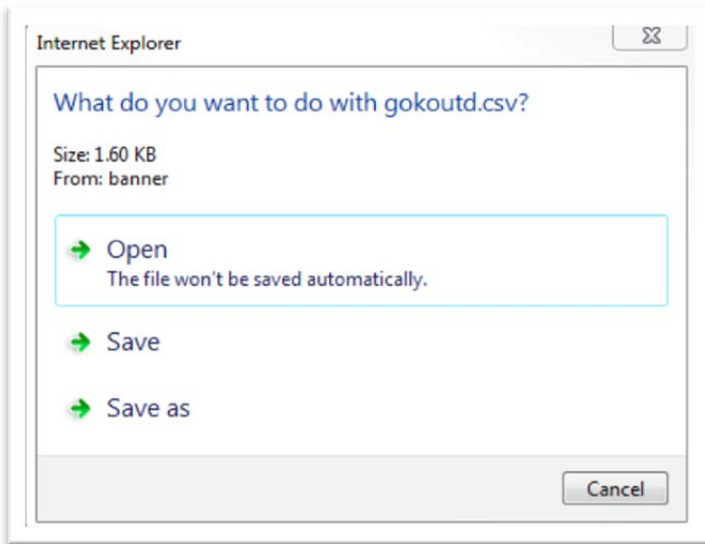 Internet Explorer
What do you want to do with gokoutd.csv?
Size: 1.60 KB
From: banner
Open
The file won't be saved automatically.
Save
Save as
Cancel